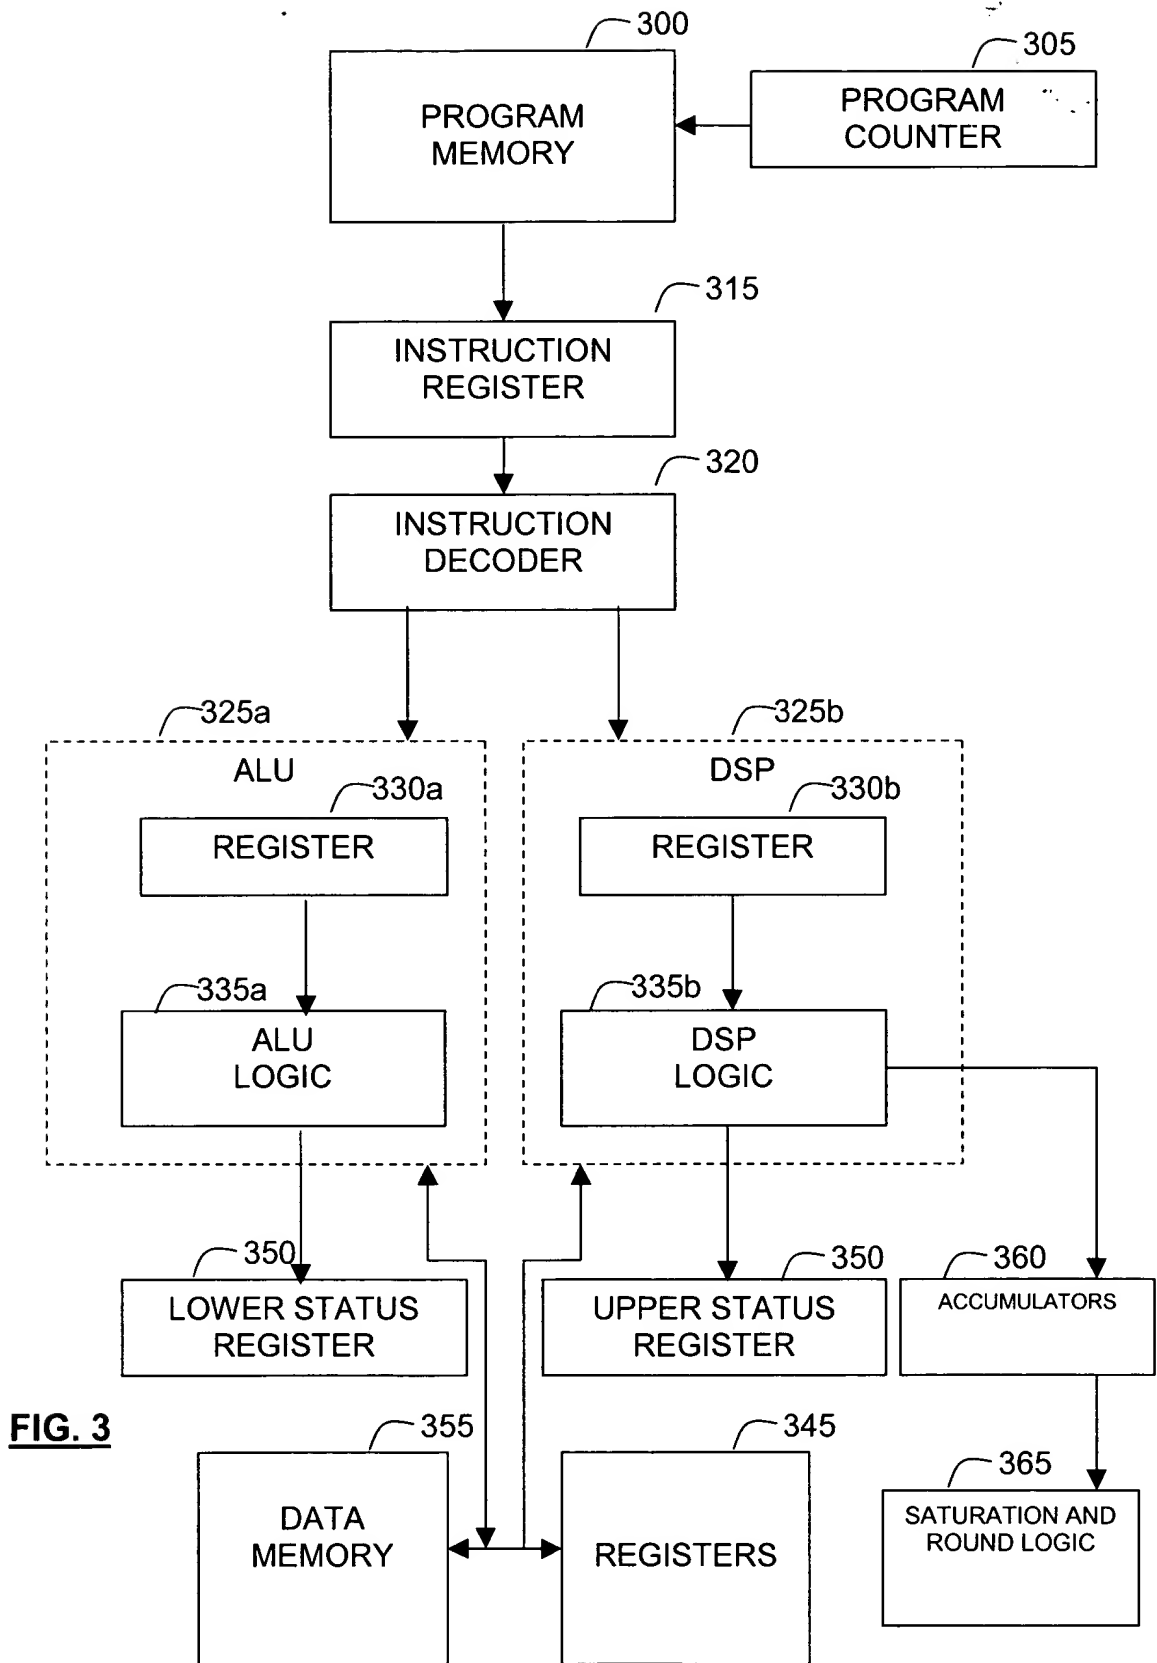 300
305
PROGRAM
MEMORY
PROGRAM
COUNTER
315
INSTRUCTION
REGISTER
320
INSTRUCTION
DECODER
325a
325b
ALU
DSP
330a
330b
REGISTER
REGISTER
335a
335b
ALU
LOGIC
DSP
LOGIC
350
350
360
LOWER STATUS
REGISTER
UPPER STATUS
REGISTER
ACCUMULATORS
FIG. 3
355
345
365
DATA
MEMORY
REGISTERS
SATURATION AND
ROUND LOGIC